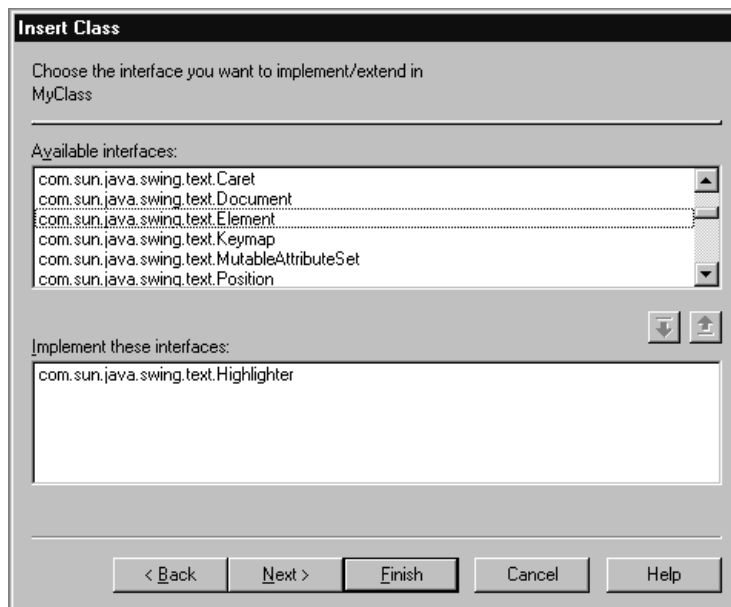 Insert Class
Choose the interface you want to implement/extend in
MyClass
Available interfaces:
com.sun.java.swing.text.Caret
com.sun.java.swing.text.Document
com.sun.java.swing.text.Element
com.sun.java.swing.text.Keymap
com.sun.java.swing.text.MutableAttributeSet
com.sun.java.swing.text.Position
Implement these interfaces:
com.sun.java.swing.text.Highlighter
< Back Next > Finish Cancel Help